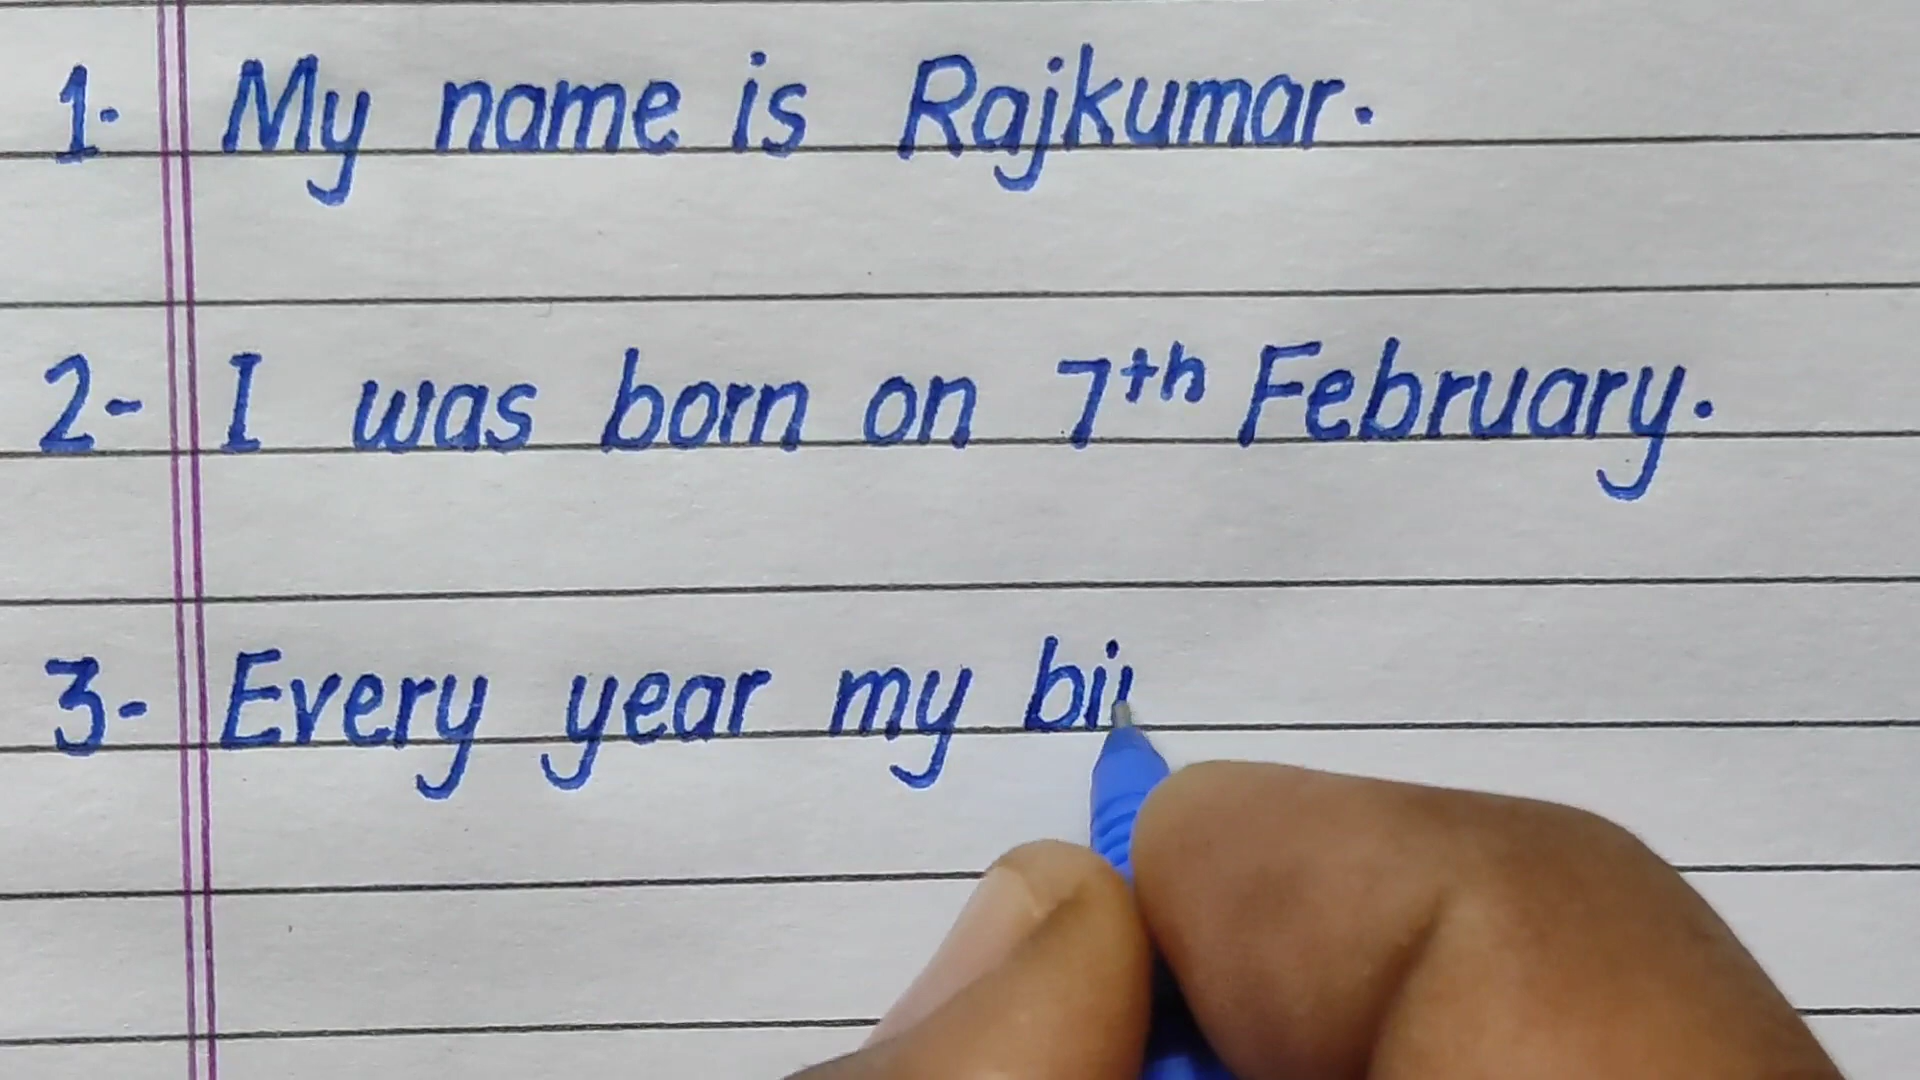 1. My name is Rajkumar.
2- I was born on 7th February.
3- Every year my